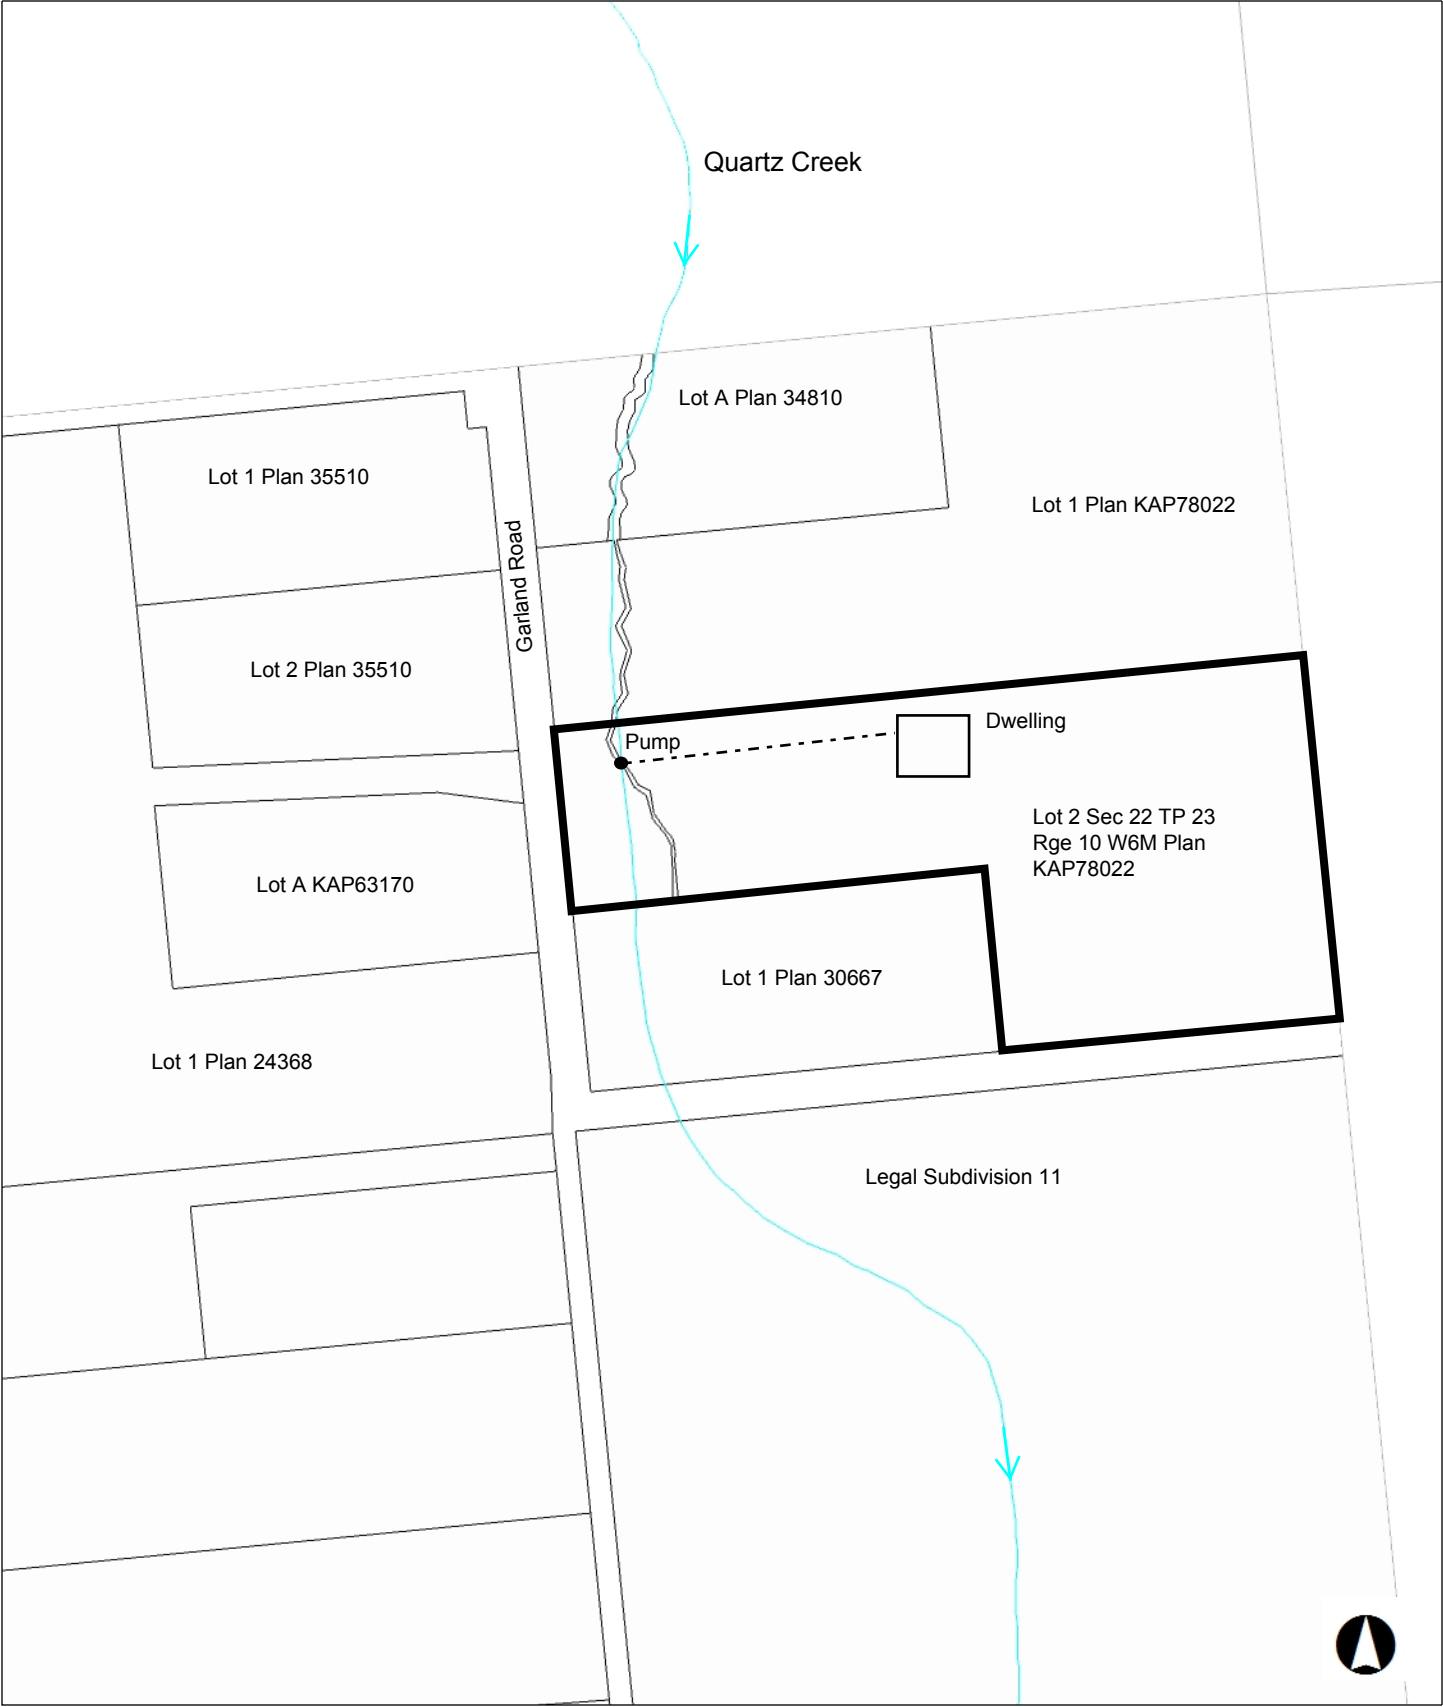 Quartz Creek
Lot A Plan 34810
Lot 1 Plan 35510
Lot 1 Plan KAP78022
Garland Road
Lot 2 Plan 35510
Dwelling
Pump
Lot 2 Sec 22 TP 23
Rge 10 W6M Plan
KAP78022
Lot A KAP63170
Lot 1 Plan 30667
Lot 1 Plan 24368
Legal Subdivision 11